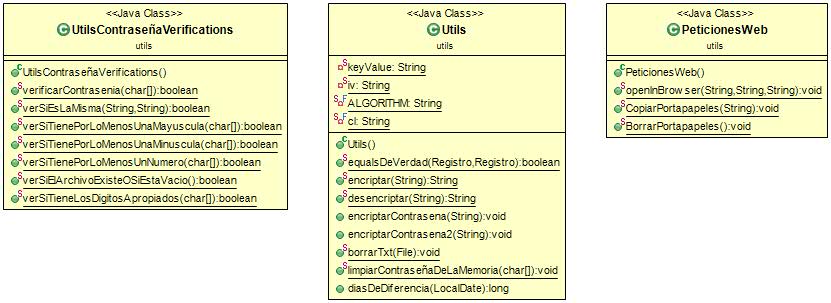 <<Java Class>>
UtilsContraseñaVerifications
utils
UtilsContraseñaVerifications()
verificarContrasenia(char[]):boolean
verSiEsLaMisma(String,String):boolean
verSiTienePorLoMenosUnaMayuscula(char[]):boolean
verSiTienePorLoMenosUnaMinuscula(char[]):boolean
verSiTienePorLoMenosUnNumero(char[]):boolean
verSiElArchivoExisteOSiEstaVacio():boolean
verSiTieneLosDigitosApropiados(char[]):boolean
<<Java Class>>
Utils
utils
keyValue: String
iv: String
ALGORITHM: String
cI: String
Utils()
equalsDeVerdad(Registro,Registro):boolean
encriptar(String):String
desencriptar(String):String
encriptarContrasena(String):void
encriptarContrasena2(String):void
borrarTxt(File):void
limpiarContraseñaDeLaMemoria(char[]):void
diasDeDiferencia(LocalDate):long
<<Java Class>>
PeticionesWeb
utils
PeticionesWeb()
openInBrowser(String,String,String):void
CopiarPortapapeles(String):void
BorrarPortapapeles():void